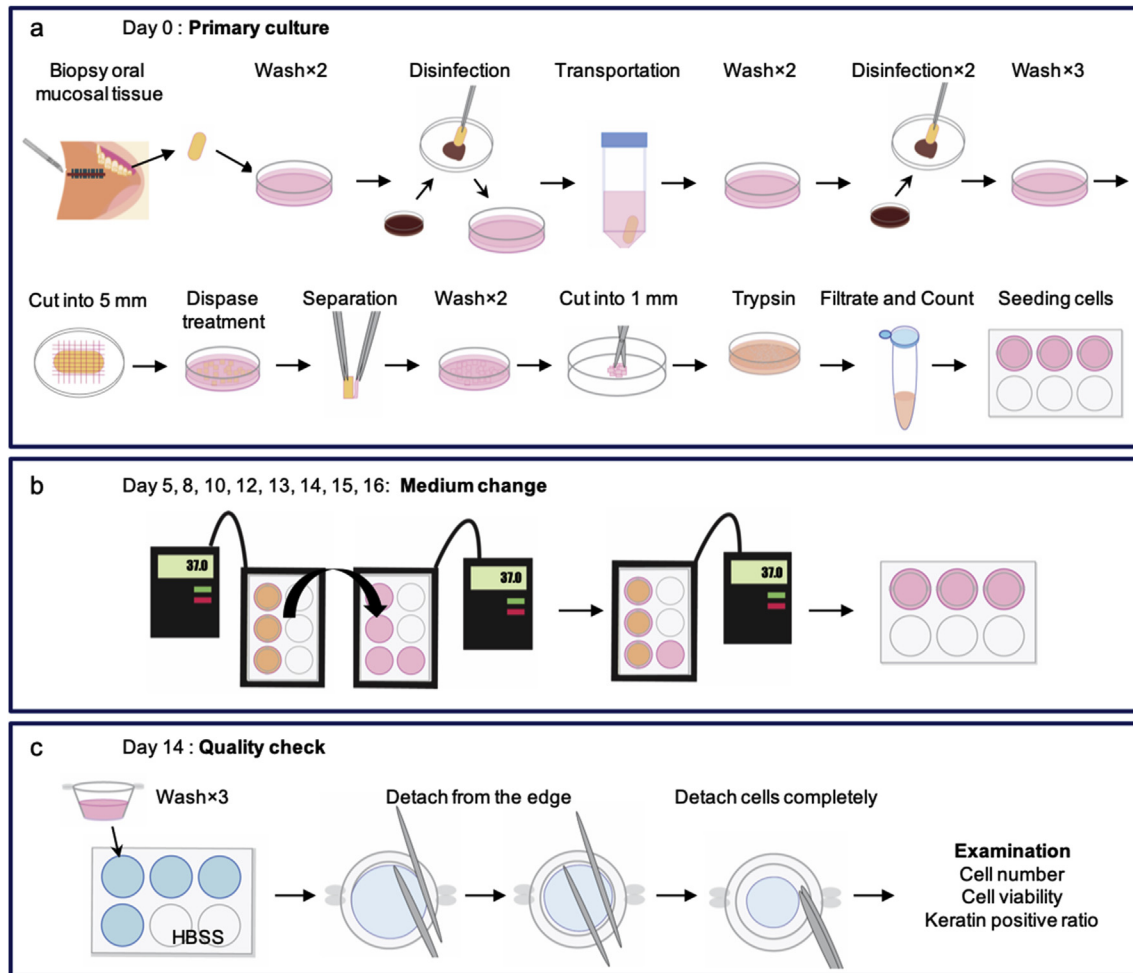 a
Day 0 : Primary culture
Biopsy oral
mucosal tissue
Wash×2
Disinfection
Transportation
Wash×2
Disinfection×2
Wash×3
Cut into 5 mm
Dispase
treatment
Separation
Wash×2
Cut into 1 mm
Trypsin
Filtrate and Count
Seeding cells
b
Day 5, 8, 10, 12, 13, 14, 15, 16: Medium change
37.0
37.0
37.0
c
Day 14 : Quality check
Wash×3
HBSS
Detach from the edge
Detach cells completely
Examination
Cell number
Cell viability
Keratin positive ratio